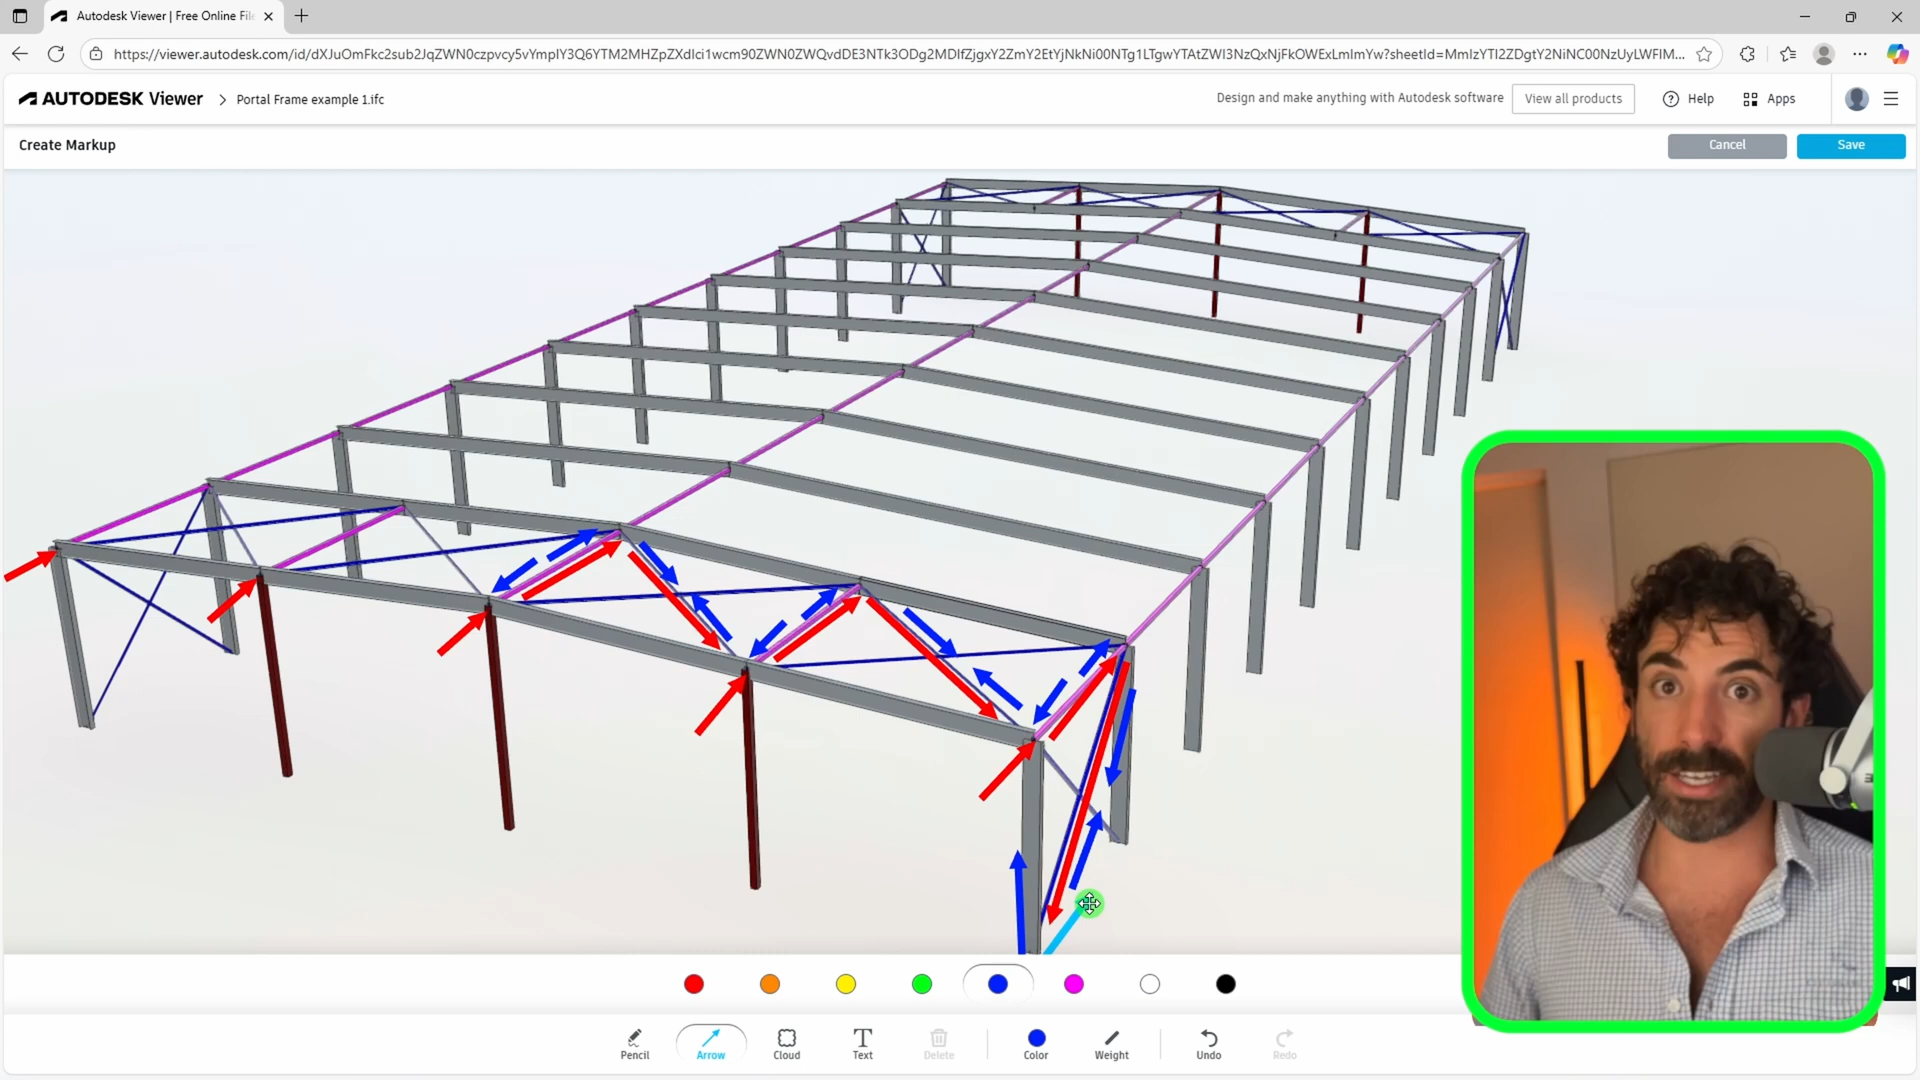 Autodesk Viewer | Free Online Fil
https://viewer.autodesk.com/id/dXJuOmFkc2sub2JqZWN0czpvcy5vYmplY3Q6YTM2MHZpZXdlci1wcm90ZWN0ZWQvdDE3NTk3ODg2MDlfZjgxY2ZmY2EtYjNkNi00NTg1LTgwYTAtZWI3NzQxNjFkOWExLmlmYw?sheetId=MmIzYTI2ZDgtY2NiNC00NzUyLWFlM...
AUTODESK Viewer > Portal Frame example 1.ifc
Design and make anything with Autodesk software
View all products
Help
Apps
Create Markup
Cancel
Save
Pencil
Arrow
Cloud
Text
Delete
Color
Weight
Undo
Redo